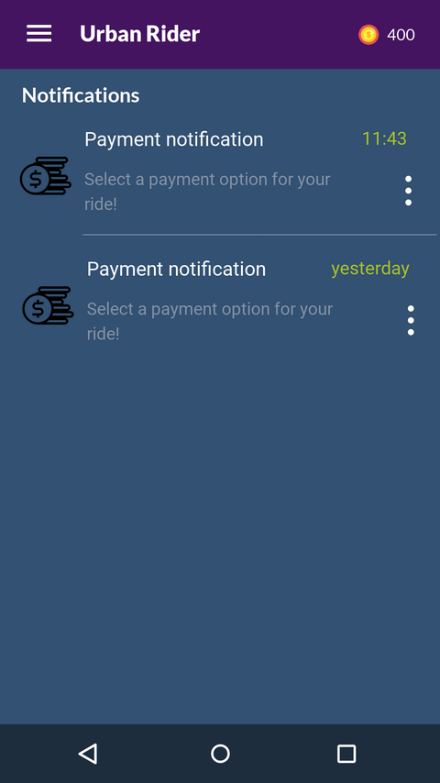 Urban Rider
400
Notifications
Payment notification 11:43
Select a payment option for your
ride!
Payment notification yesterday
Select a payment option for your
ride!